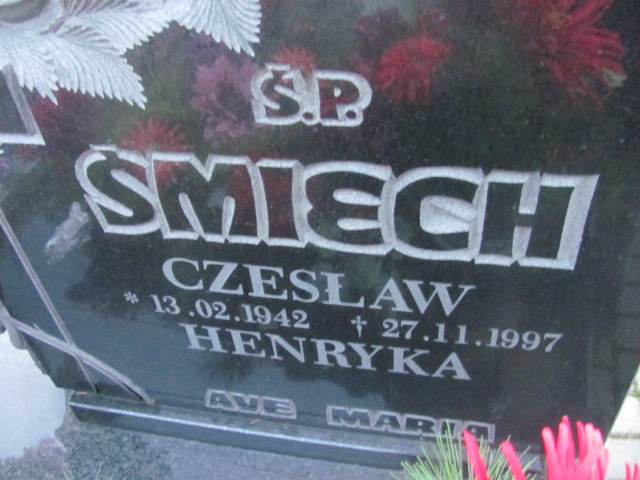 Ś.P.
ŚMIECH
CZESŁAW
* 13.02.1942 † 27.11.1997
HENRYKA
AVE MARIA